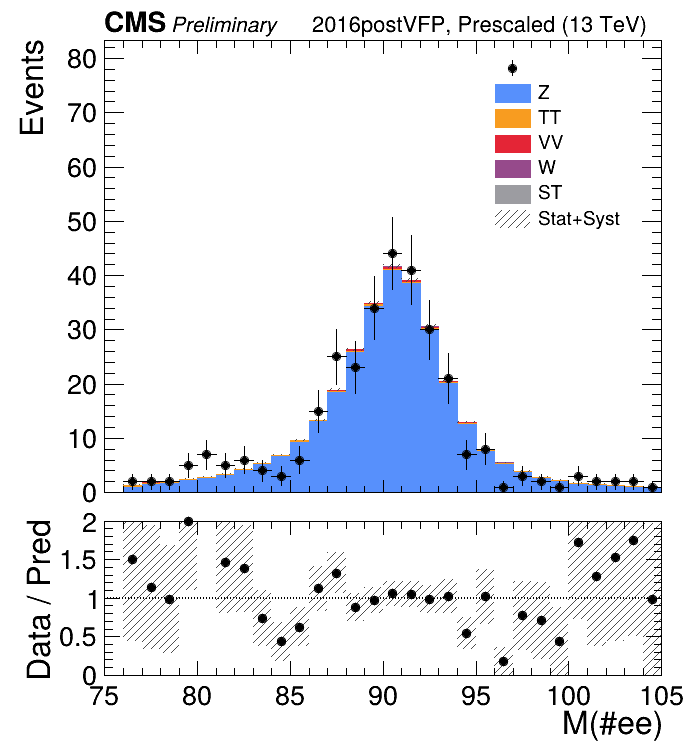 CMS Preliminary 2016postVFP, Prescaled (13 TeV)
Events
80
70
60
50
40
30
20
10
0
Z
TT
VV
W
ST
Stat+Syst
Data / Pred
2
1.5
1
0.5
0
75 80 85 90 95 100 105
M(#ee)